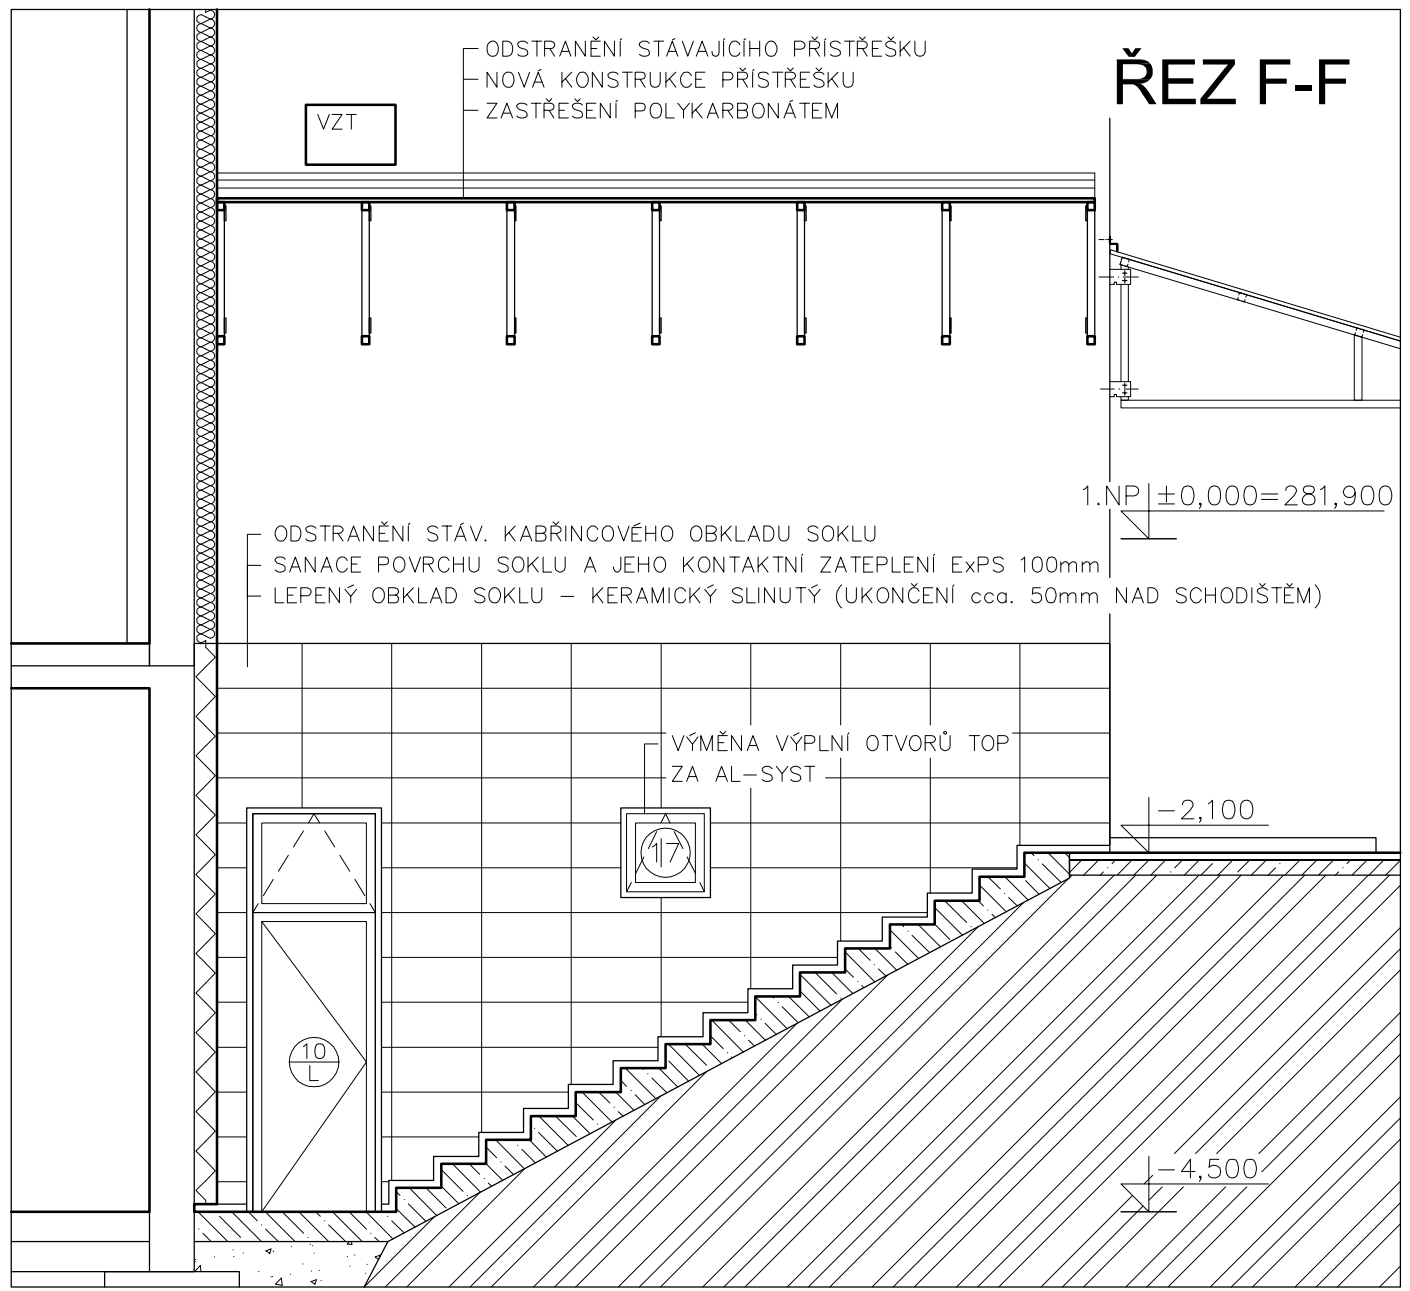 ODSTRANĚNÍ STÁVAJÍCÍHO PŘÍSTŘEŠKU
NOVÁ KONSTRUKCE PŘÍSTŘEŠKU
ZASTŘEŠENÍ POLYKARBONÁTEM
ŘEZ F-F
VZT
1.NP ±0,000=281,900
ODSTRANĚNÍ STÁV. KABŘINCOVÉHO OBKLADU SOKLU
SANACE POVRCHU SOKLU A JEHO KONTAKTNÍ ZATEPLENÍ ExPS 100mm
LEPENÝ OBKLAD SOKLU – KERAMICKÝ SLINUTÝ (UKONČENÍ cca. 50mm NAD SCHODIŠTĚM)
VÝMĚNA VÝPLNÍ OTVORŮ TOP
ZA AL–SYST
–2,100
17
10
L
–4,500